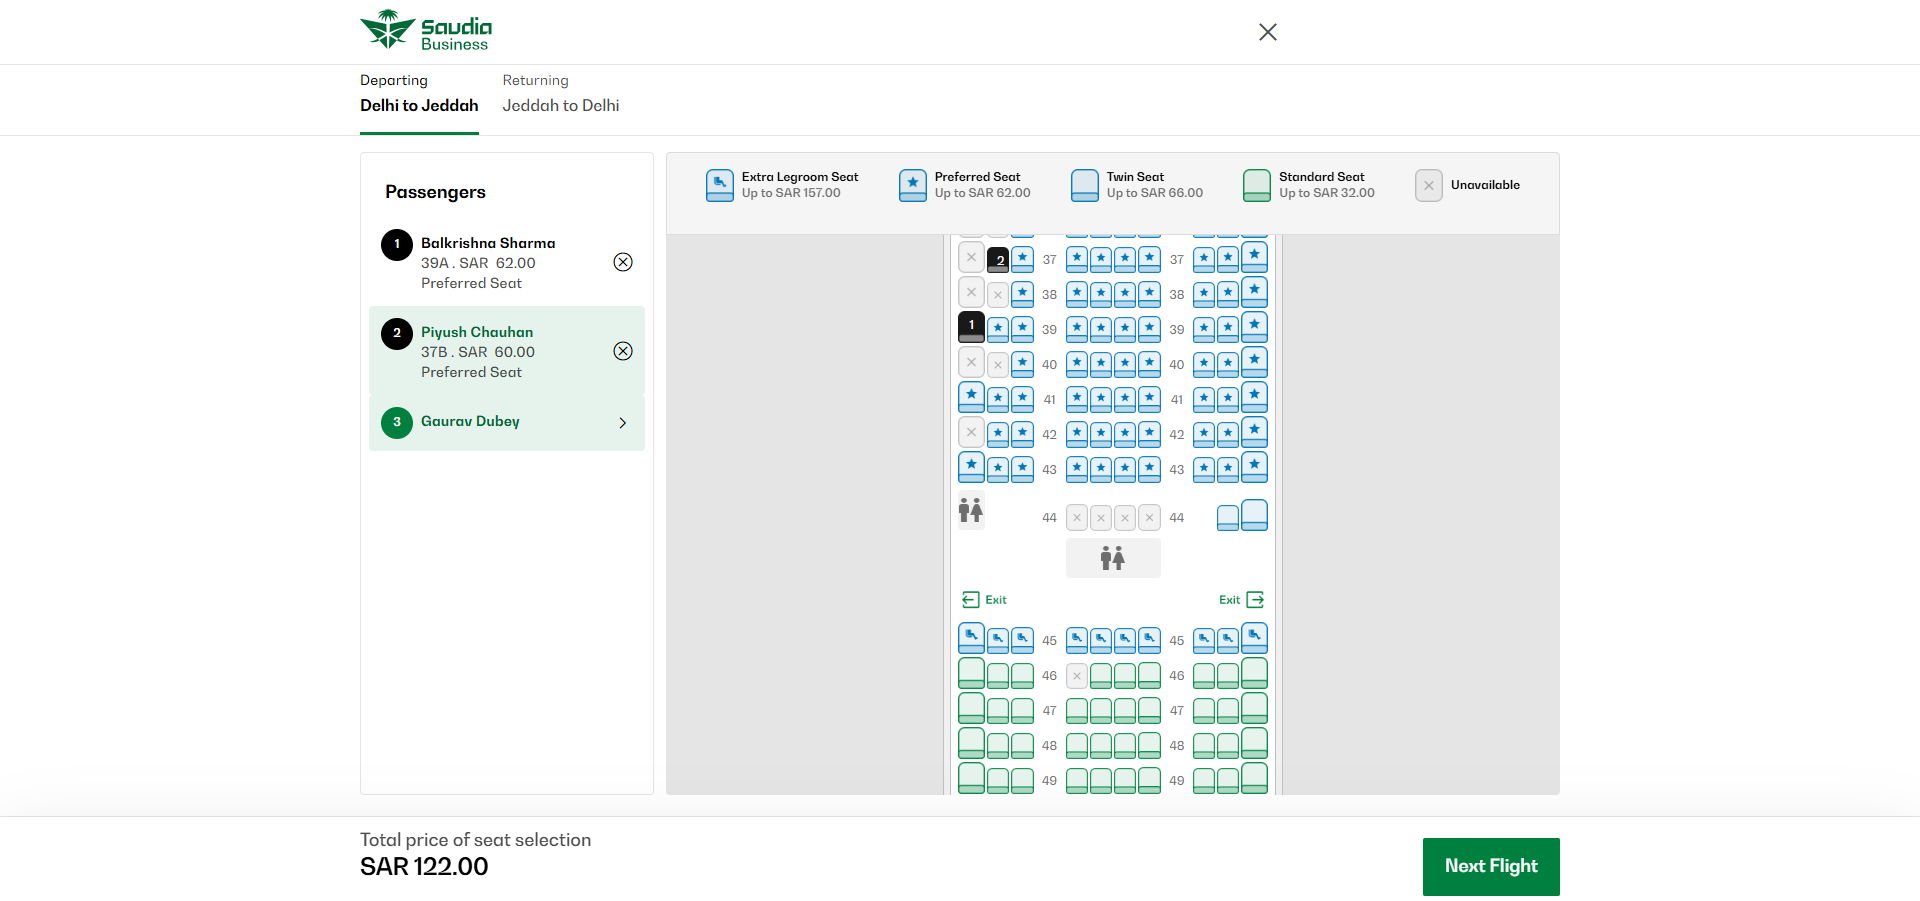 Saudia
Business
Departing
Delhi to Jeddah
Returning
Jeddah to Delhi
Passengers
1
Balkrishna Sharma
39A . SAR 62.00
Preferred Seat
2
Piyush Chauhan
37B . SAR 60.00
Preferred Seat
3
Gaurav Dubey
Extra Legroom Seat
Up to SAR 157.00
Preferred Seat
Up to SAR 62.00
Twin Seat
Up to SAR 66.00
Standard Seat
Up to SAR 32.00
Unavailable
2 37 37
38 38
1 39 39
40 40
41 41
42 42
43 43
44 44
Exit Exit
45 45
46 46
47 47
48 48
49 49
Total price of seat selection
SAR 122.00
Next Flight